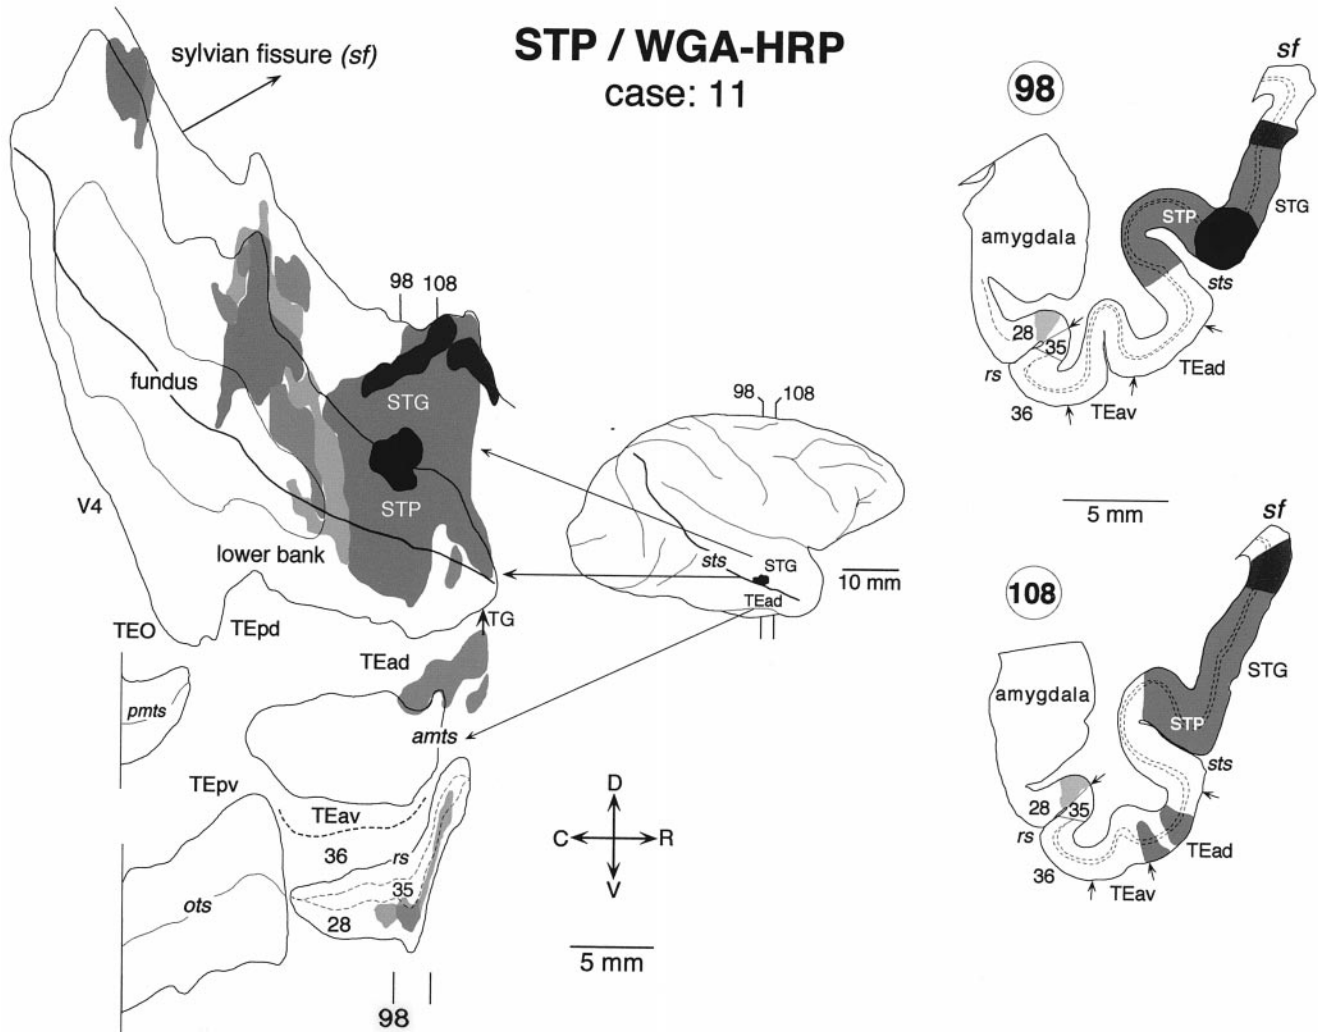 STP / WGA-HRP
case: 11
sylvian fissure (sf)
98 108
STG
fundus
STP
V4
lower bank
TEO
TEpd
TG
TEad
pmts
amts
TEpv
TEav
36
rs
35
28
ots
98
D
C R
V
5 mm
98 108
sts
STG
TEad
10 mm
98
sf
STG
STP
amygdala
sts
28
35
rs
TEad
36
TEav
5 mm
108
sf
STG
amygdala
STP
sts
28
35
rs
TEad
36
TEav